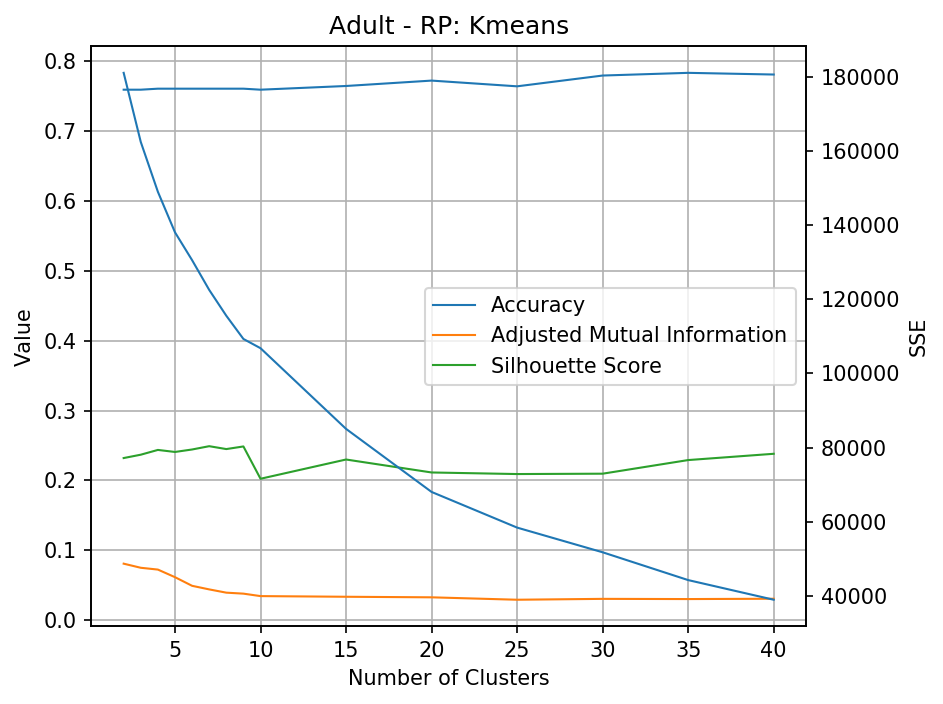 Adult - RP: Kmeans
Value
0.8
0.7
0.6
0.5
0.4
0.3
0.2
0.1
0.0
180000
160000
140000
120000
100000
80000
60000
40000
SSE
Accuracy
Adjusted Mutual Information
Silhouette Score
5 10 15 20 25 30 35 40
Number of Clusters